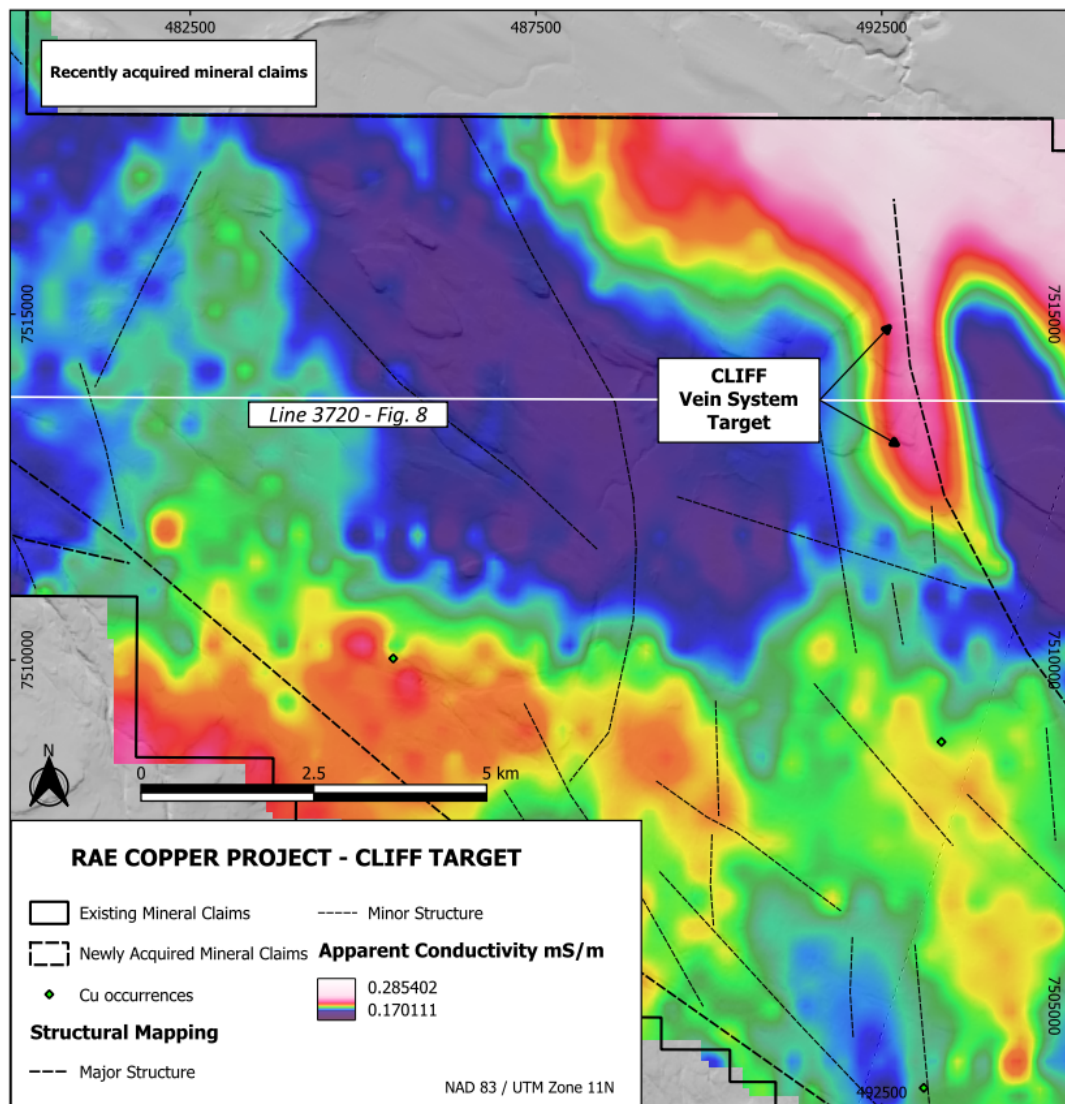 482500
487500
492500
Recently acquired mineral claims
7515000
7515000
CLIFF
Vein System
Target
Line 3720 - Fig. 8
7510000
7510000
N
0
2.5
5 km
RAE COPPER PROJECT - CLIFF TARGET
Existing Mineral Claims
Newly Acquired Mineral Claims
Cu occurrences
Structural Mapping
Major Structure
Minor Structure
Apparent Conductivity mS/m
0.285402
0.170111
NAD 83 / UTM Zone 11N
7505000
492500